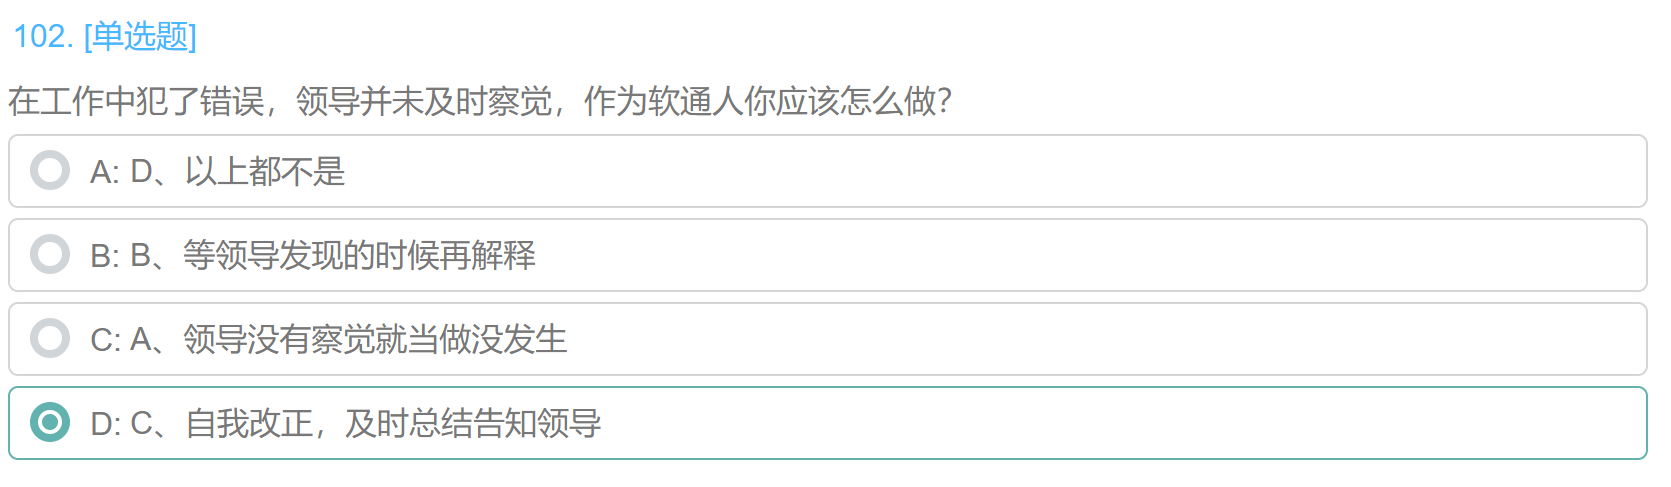 102. [单选题]
在工作中犯了错误，领导并未及时察觉，作为软通人你应该怎么做？
A: D、以上都不是
B: B、等领导发现的时候再解释
C: A、领导没有察觉就当做没发生
D: C、自我改正，及时总结告知领导